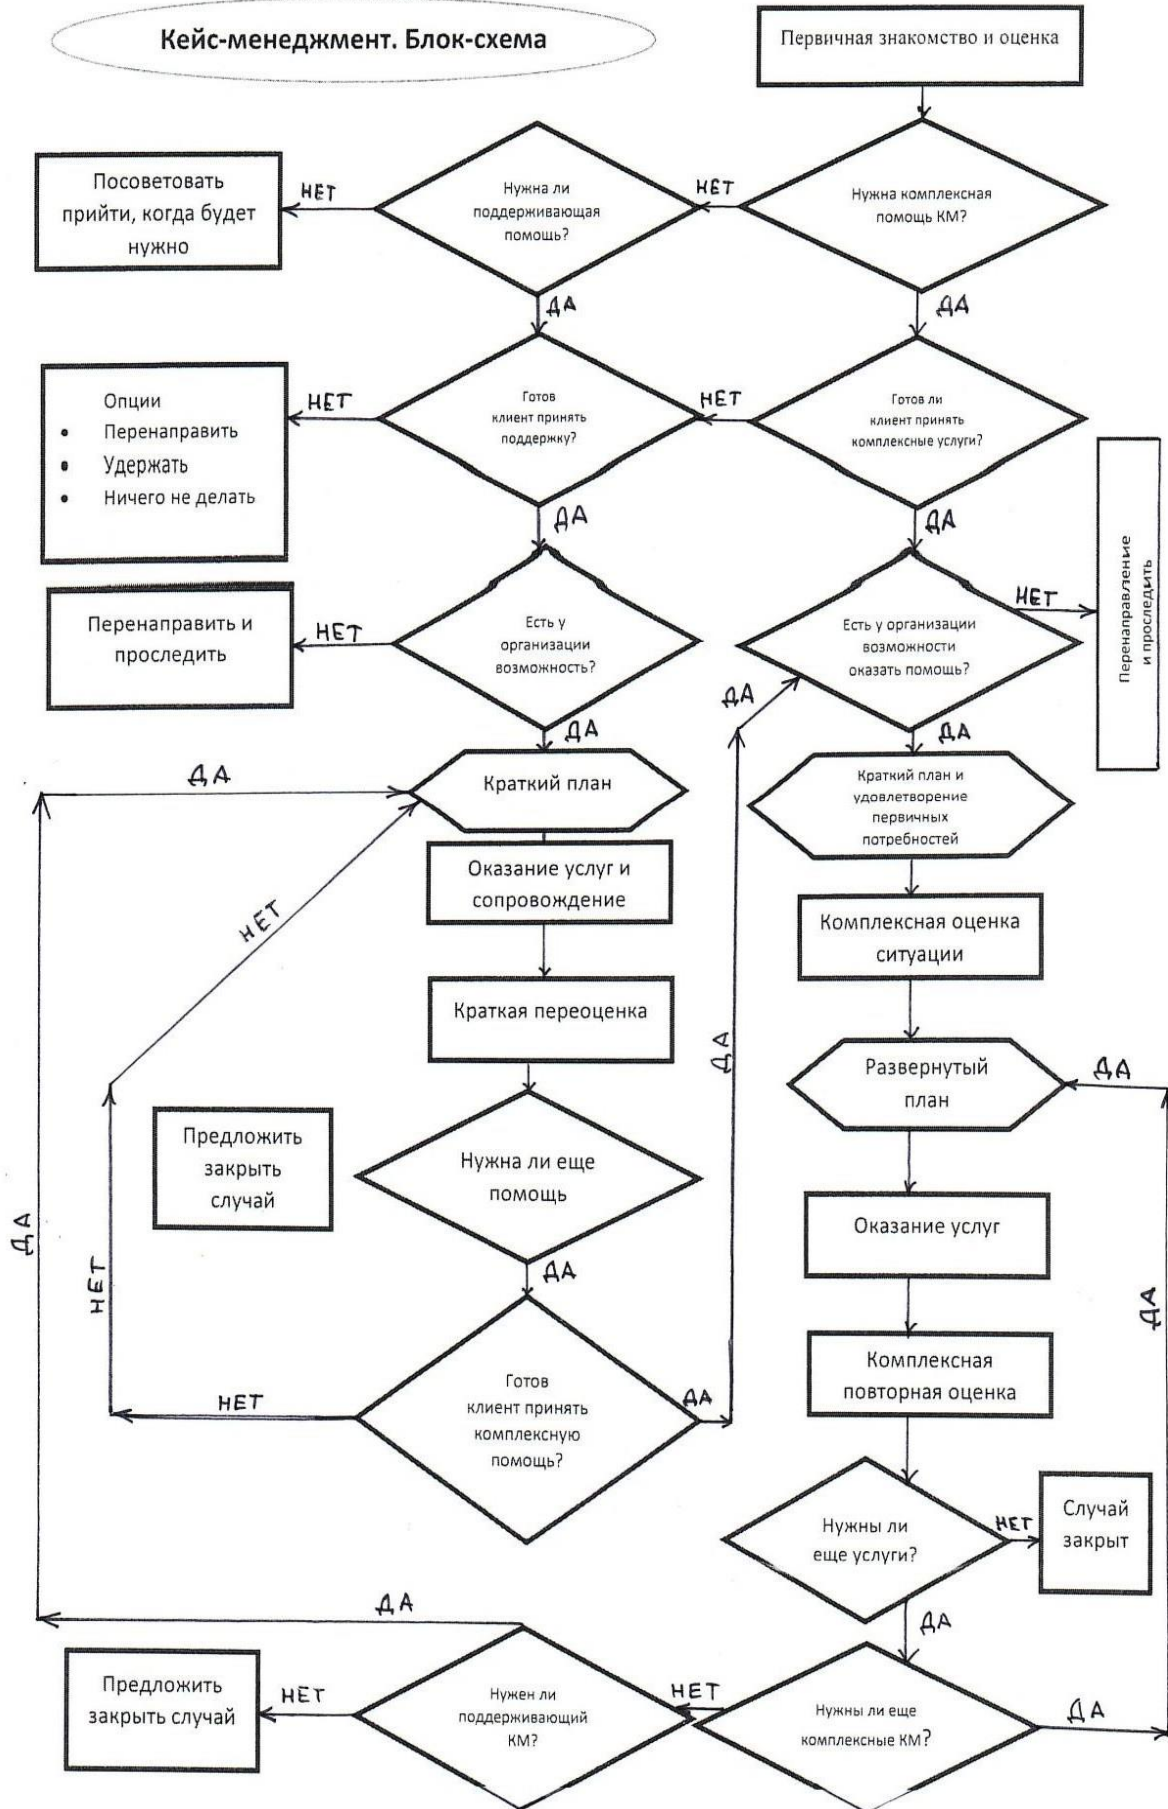 Кейс-менеджмент. Блок-схема
Первичная знакомство и оценка
Посоветовать
прийти, когда будет
нужно
НЕТ
Нужна ли
поддерживающая
помощь?
НЕТ
Нужна комплексная
помощь КМ?
ДА
ДА
Опции
• Перенаправить
• Удержать
• Ничего не делать
НЕТ
Готов
клиент принять
поддержку?
НЕТ
Готов ли
клиент принять
комплексные услуги?
ДА
ДА
Перенаправить и
проследить
НЕТ
Есть у
организации
возможность?
Есть у организации
возможности
оказать помощь?
НЕТ
Перенаправление
и проследить
ДА
ДА
ДА
ДА
Краткий план
Краткий план и
удовлетворение
первичных
потребностей
Оказание услуг и
сопровождение
НЕТ
Комплексная оценка
ситуации
Краткая переоценка
ДА
Развернутый
план
ДА
Предложить
закрыть
случай
Нужна ли еще
помощь
ДА
НЕТ
ДА
Оказание услуг
ДА
Комплексная
повторная оценка
НЕТ
Готов
клиент принять
комплексную
помощь?
ДА
Нужны ли
еще услуги?
НЕТ
Случай
закрыт
ДА
ДА
Предложить
закрыть случай
НЕТ
Нужен ли
поддерживающий
КМ?
НЕТ
Нужны ли еще
комплексные КМ?
ДА